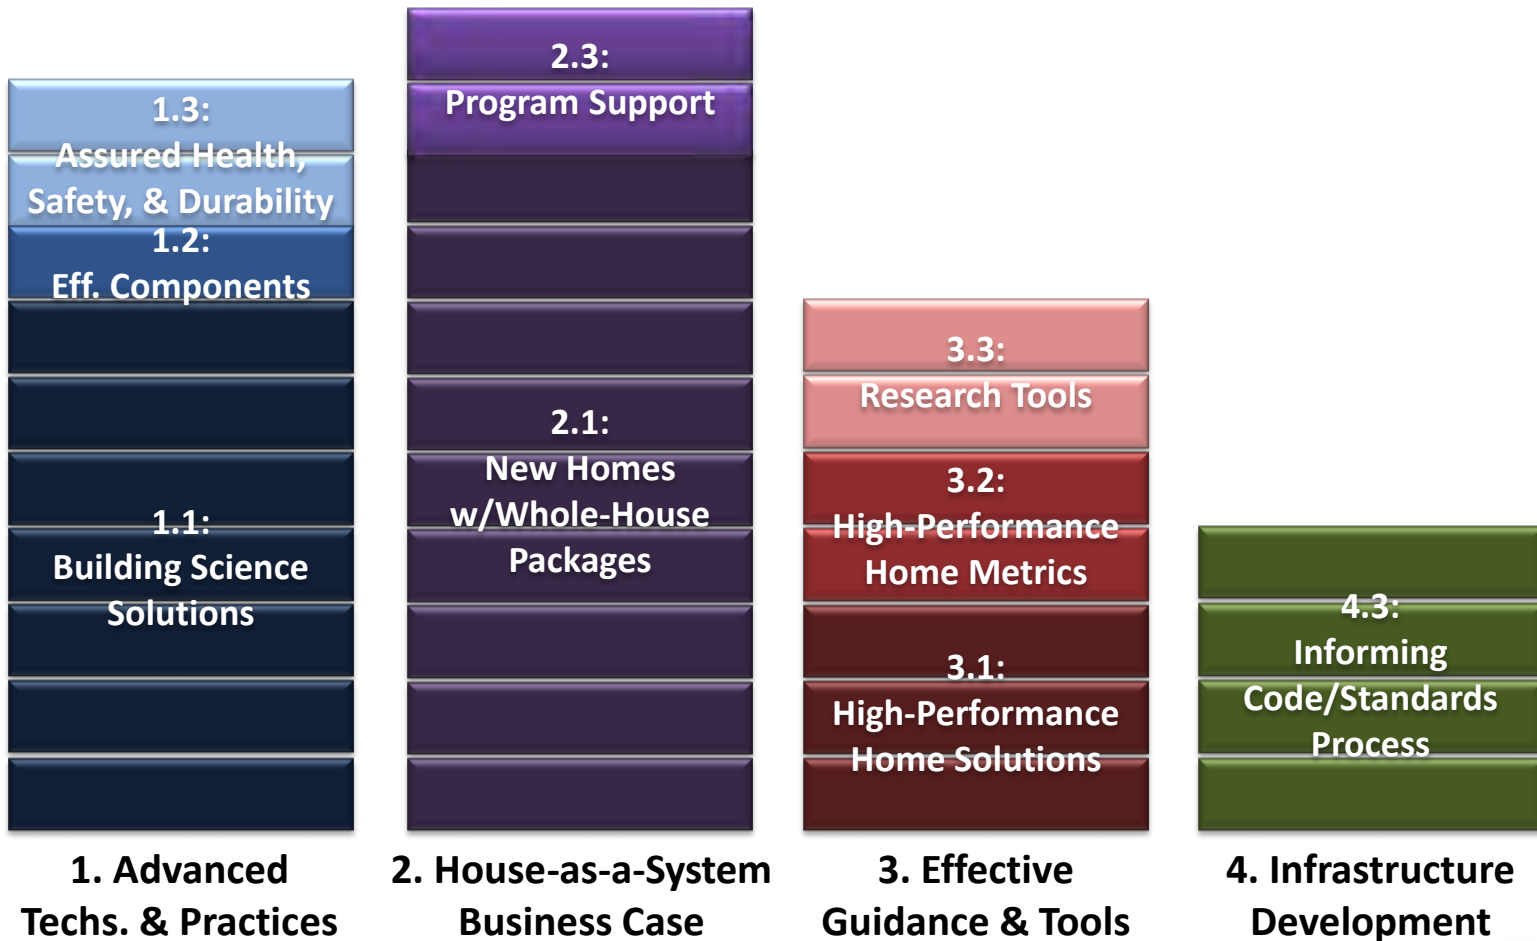 1.3:
Assured Health,
Safety, & Durability
1.2:
Eff. Components
1.1:
Building Science
Solutions
1. Advanced
Techs. & Practices
2.3:
Program Support
2.1:
New Homes
w/Whole-House
Packages
2. House-as-a-System
Business Case
3.3:
Research Tools
3.2:
High-Performance
Home Metrics
3.1:
High-Performance
Home Solutions
3. Effective
Guidance & Tools
4.3:
Informing
Code/Standards
Process
4. Infrastructure
Development